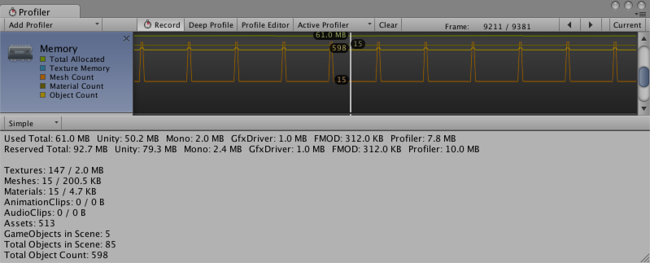 Profiler
Add Profiler Record Deep Profile Profile Editor Active Profiler Clear Frame: 9211 / 9381 Current
Memory
Total Allocated
Texture Memory
Mesh Count
Material Count
Object Count
61.0 MB
598
15
15
Simple
Used Total: 61.0 MB Unity: 50.2 MB Mono: 2.0 MB GfxDriver: 1.0 MB FMOD: 312.0 KB Profiler: 7.8 MB
Reserved Total: 92.7 MB Unity: 79.3 MB Mono: 2.4 MB GfxDriver: 1.0 MB FMOD: 312.0 KB Profiler: 10.0 MB
Textures: 147 / 2.0 MB
Meshes: 15 / 200.5 KB
Materials: 15 / 4.7 KB
AnimationClips: 0 / 0 B
AudioClips: 0 / 0 B
Assets: 513
GameObjects in Scene: 5
Total Objects in Scene: 85
Total Object Count: 598